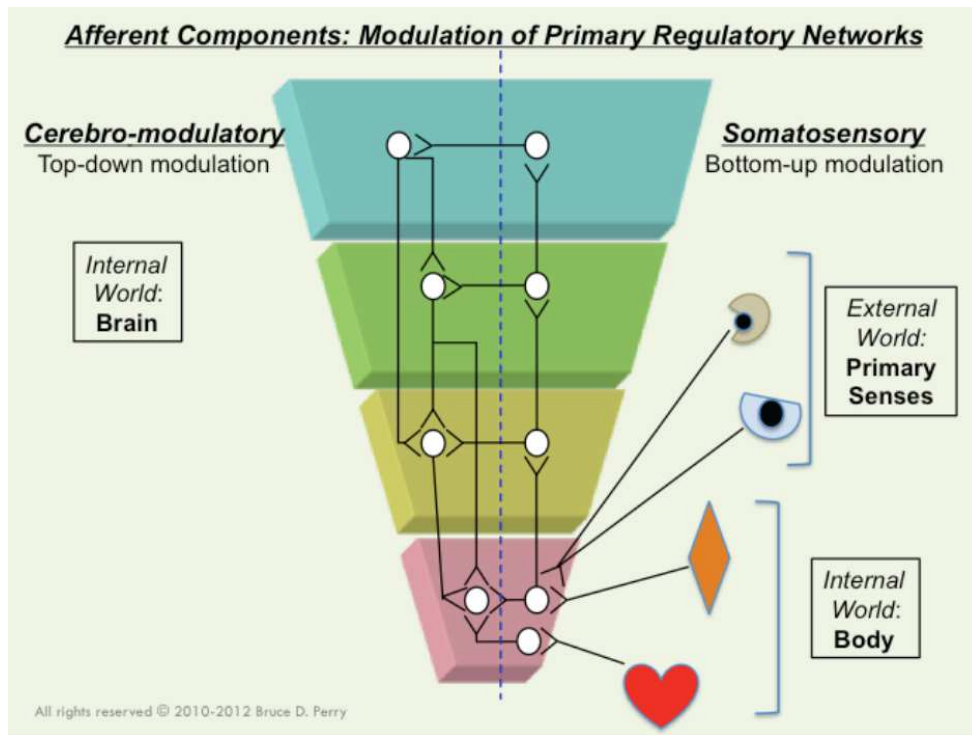 Afferent Components: Modulation of Primary Regulatory Networks
Cerebro-modulatory
Top-down modulation
Somatosensory
Bottom-up modulation
Internal
World:
Brain
External
World:
Primary
Senses
Internal
World:
Body
All rights reserved © 2010-2012 Bruce D. Perry